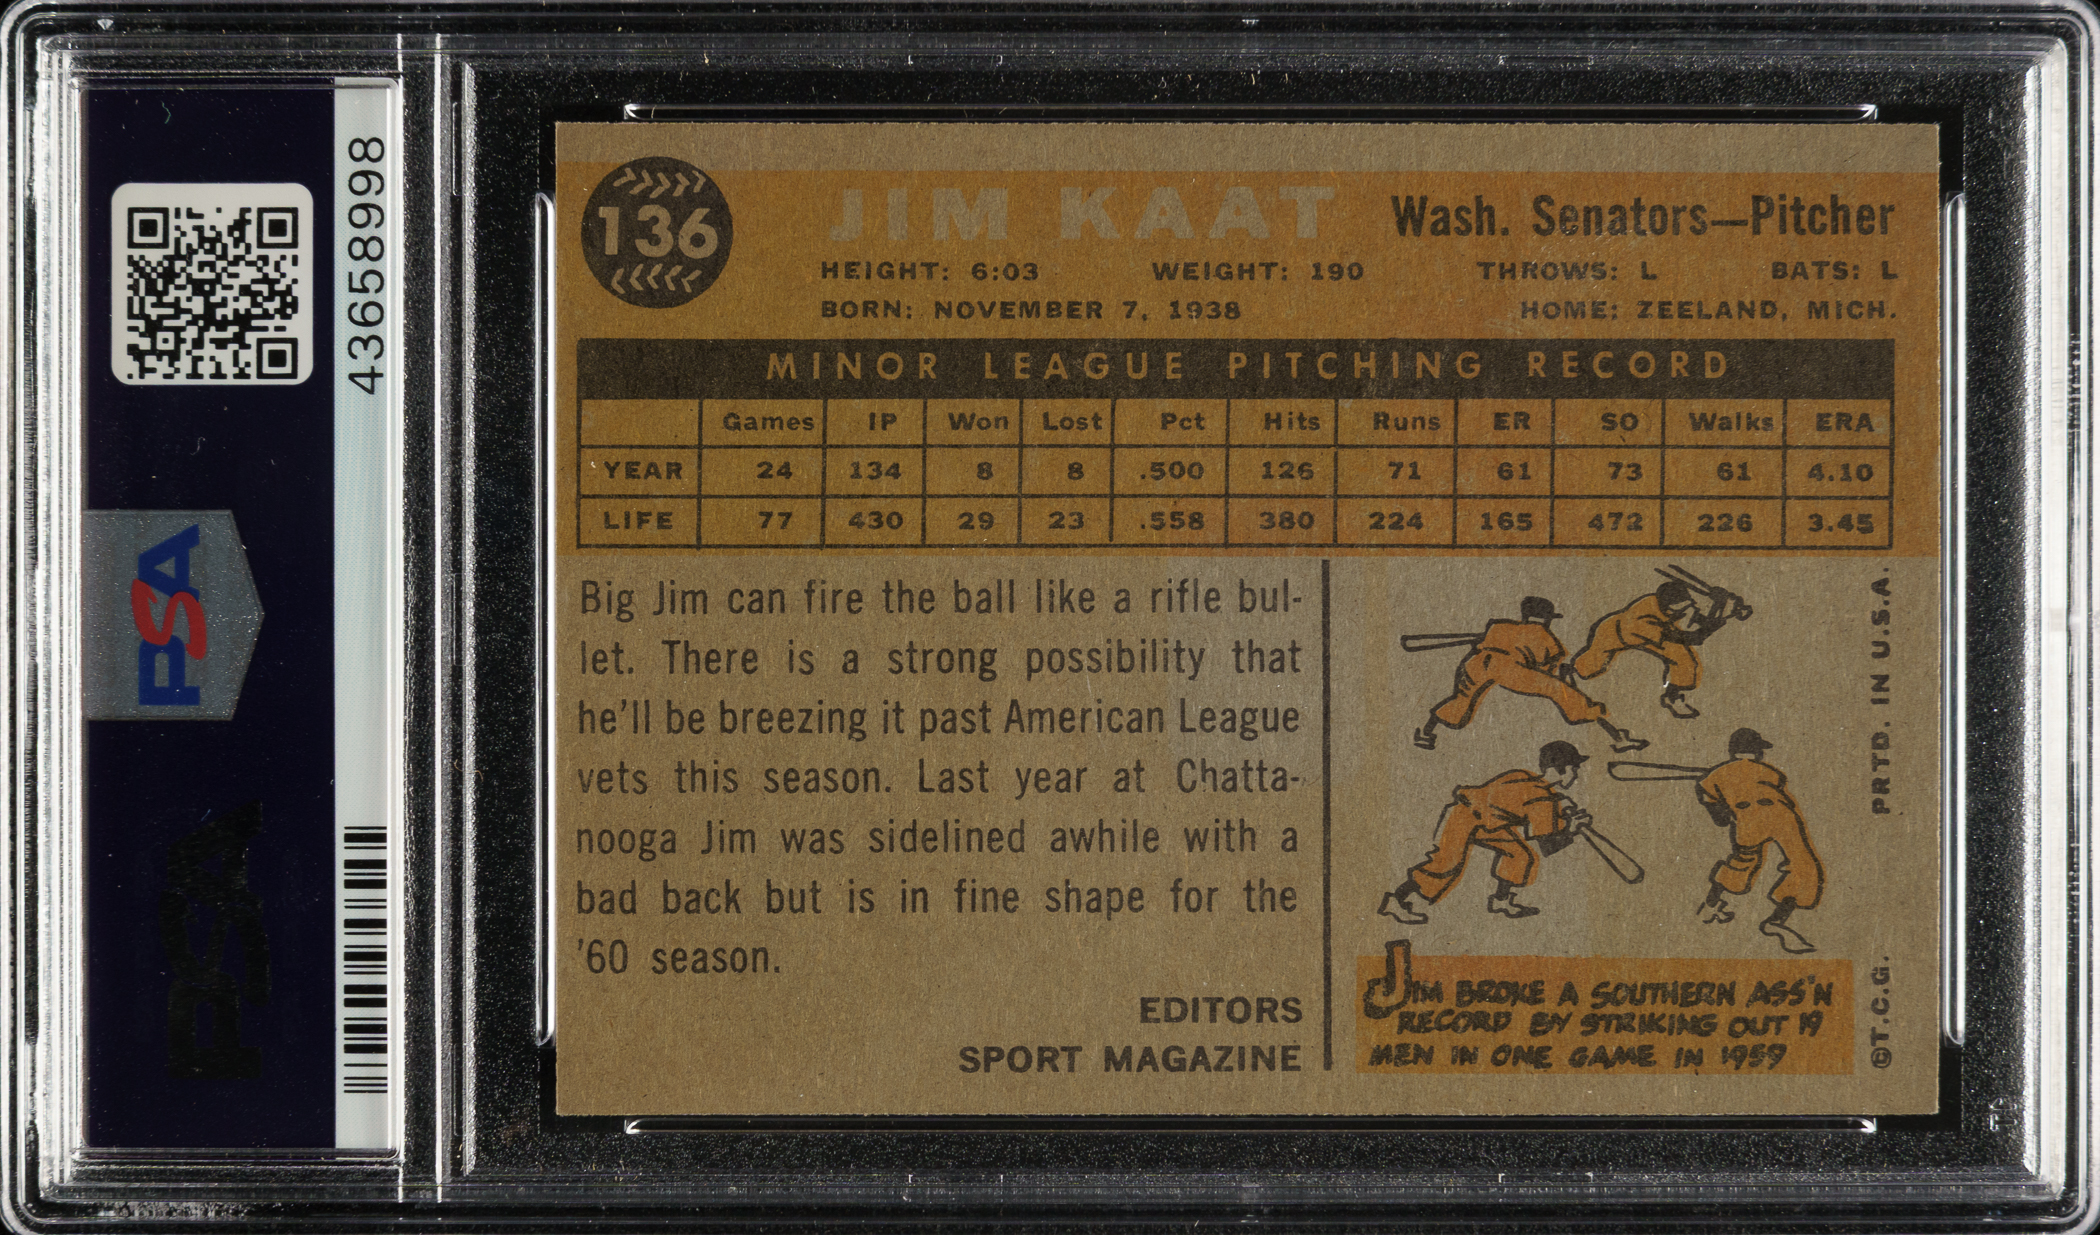 43658998
PSA
PSA
136
JIM KAAT
Wash. Senators—Pitcher
HEIGHT: 6:03 WEIGHT: 190 THROWS: L BATS: L
BORN: NOVEMBER 7, 1938 HOME: ZEELAND, MICH.
MINOR LEAGUE PITCHING RECORD
Games IP Won Lost Pct Hits Runs ER SO Walks ERA
YEAR 24 134 8 8 .500 126 71 61 73 61 4.10
LIFE 77 430 29 23 .558 380 224 165 472 226 3.45
Big Jim can fire the ball like a rifle bul-
let. There is a strong possibility that
he'll be breezing it past American League
vets this season. Last year at Chatta-
nooga Jim was sidelined awhile with a
bad back but is in fine shape for the
'60 season.
EDITORS
SPORT MAGAZINE
JIM BROKE A SOUTHERN ASS'N
RECORD BY STRIKING OUT 19
MEN IN ONE GAME IN 1959
©T.C.G. PRTD. IN U.S.A.